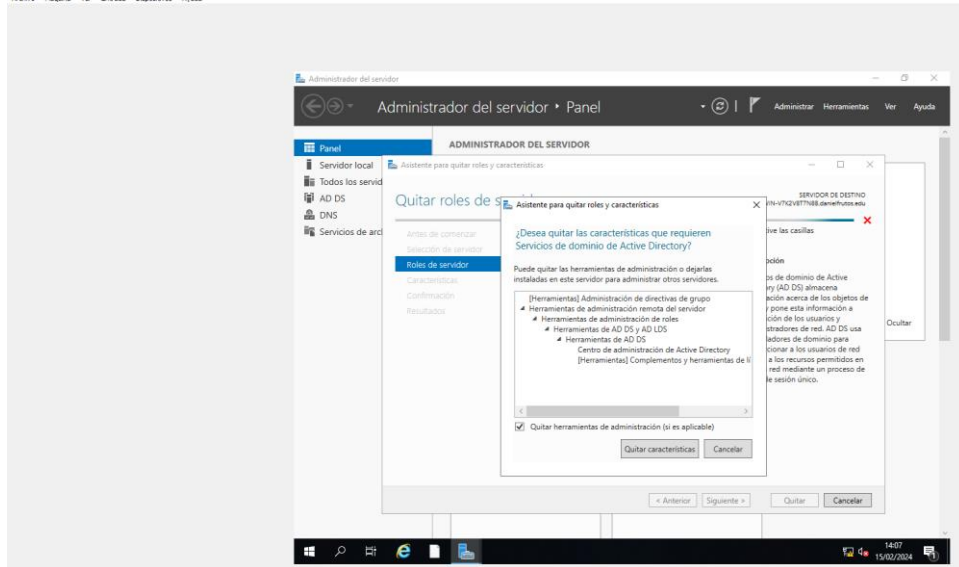 Administrador del servidor
Administrador del servidor • Panel
Administrar Herramientas Ver Ayuda
Panel
Servidor local
Todos los servid
AD DS
DNS
Servicios de arc
ADMINISTRADOR DEL SERVIDOR
Asistente para quitar roles y características
Quitar roles de s
SERVIDOR DE DESTINO
Antes de comenzar
Selección de servidor
Roles de servidor
Características
Confirmación
Resultados
Asistente para quitar roles y características
¿Desea quitar las características que requieren
Servicios de dominio de Active Directory?
Puede quitar las herramientas de administración o dejarlas
instaladas en este servidor para administrar otros servidores.
[Herramientas] Administración de directivas de grupo
Herramientas de administración remota del servidor
Herramientas de administración de roles
Herramientas de AD DS y AD LDS
Herramientas de AD DS
Centro de administración de Active Directory
[Herramientas] Complementos y herramientas de lí
Quitar herramientas de administración (si es aplicable)
Quitar características Cancelar
ive las casillas
pción
os de dominio de Active
ry (AD DS) almacena
ación acerca de los objetos de
y pone esta información a
ción de los usuarios y
stradores de red. AD DS usa
ladores de dominio para
cionar a los usuarios de red
a los recursos permitidos en
red mediante un proceso de
le sesión único.
Ocultar
< Anterior Siguiente > Quitar Cancelar
14:07
15/02/2024